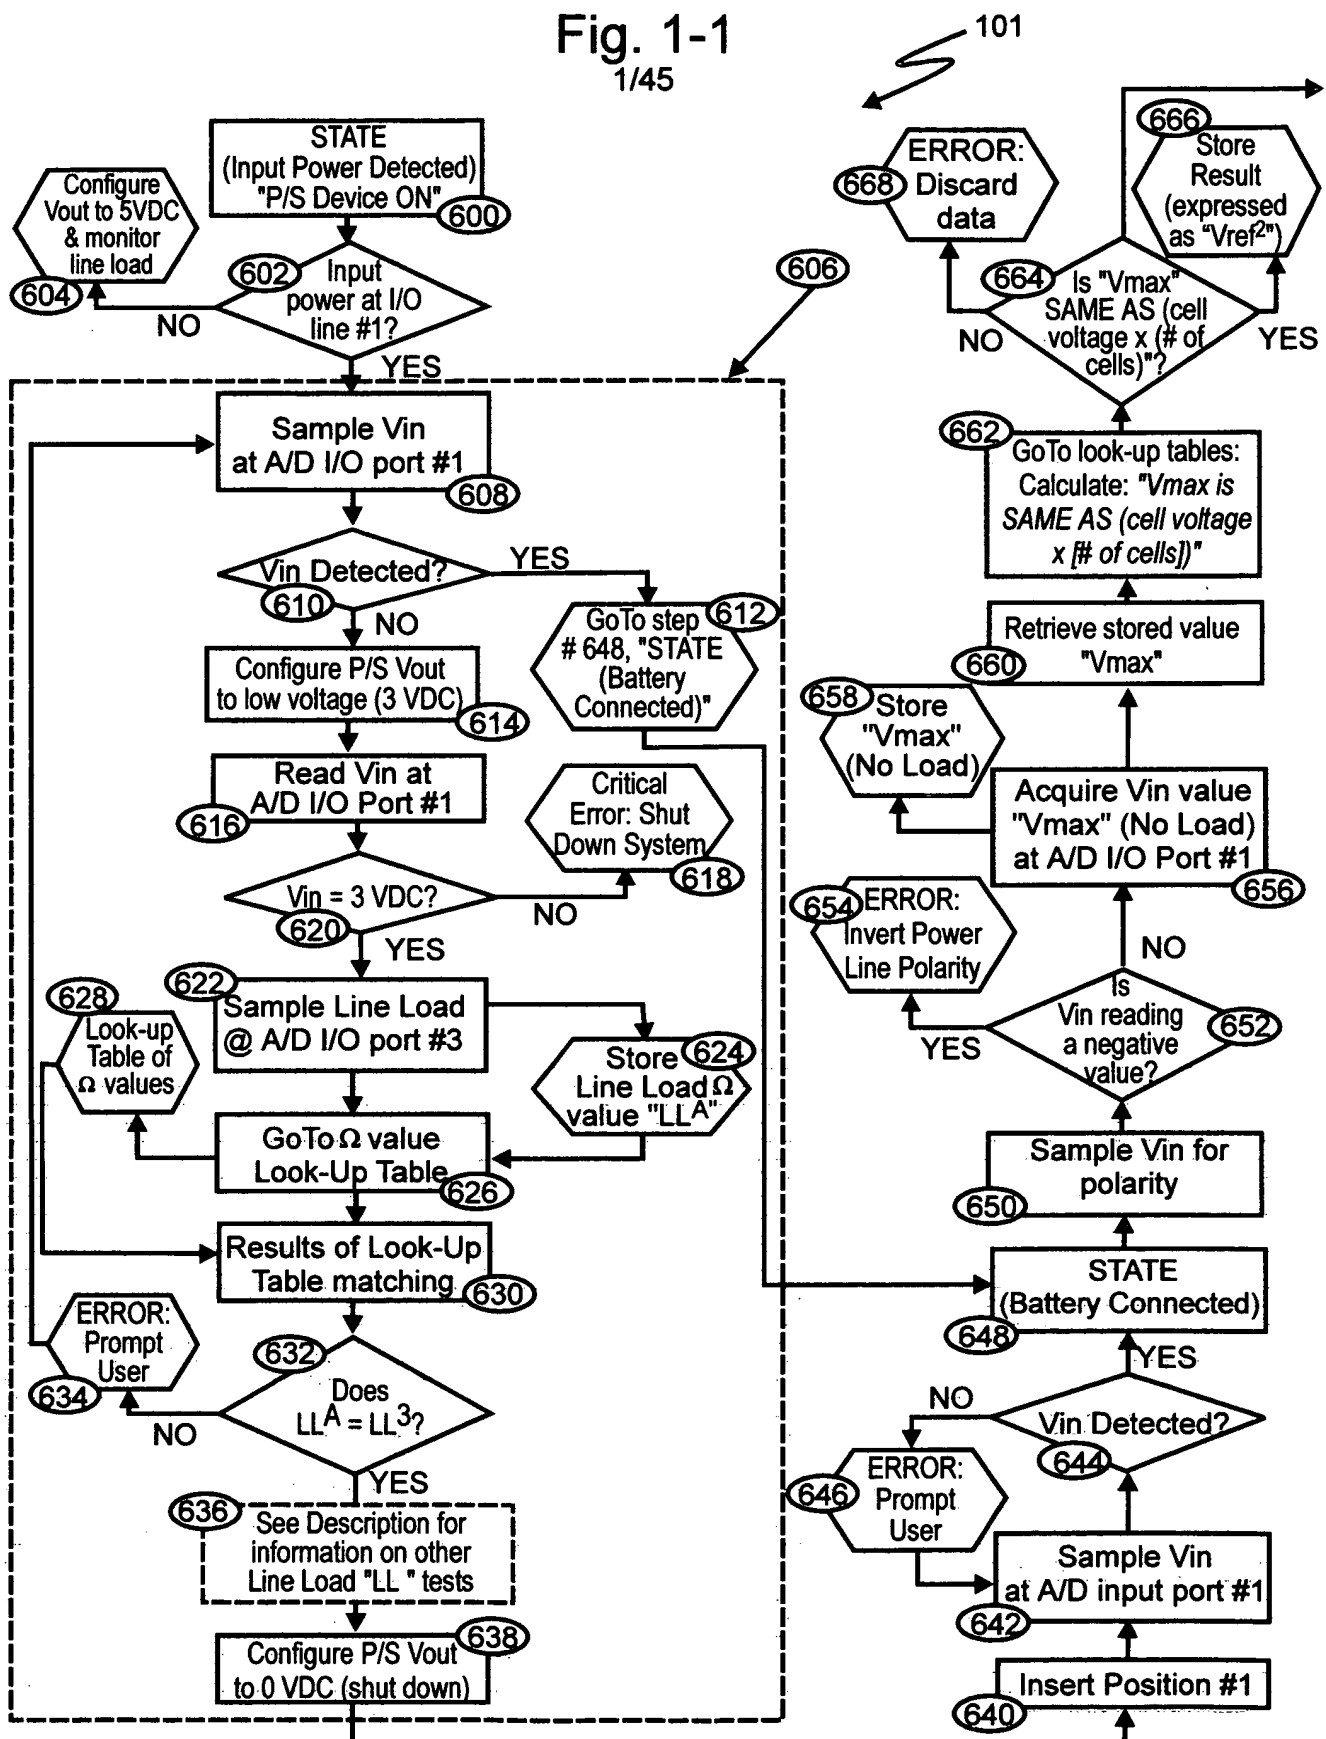 Fig. 1-1
1/45
101
STATE
(Input Power Detected)
"P/S Device ON"
600
Configure
Vout to 5VDC
& monitor
line load
604
602
Input
power at I/O
line #1?
NO
YES
606
Sample Vin
at A/D I/O port #1
608
Vin Detected?
610
YES
NO
612
GoTo step
# 648, "STATE
(Battery
Connected)"
Configure P/S Vout
to low voltage (3 VDC)
614
Read Vin at
A/D I/O Port #1
616
Critical
Error: Shut
Down System
618
Vin = 3 VDC?
620
NO
YES
622
Sample Line Load
@ A/D I/O port #3
628
Look-up
Table of
Ω values
624
Store
Line Load Ω
value "LLA"
GoTo Ω value
Look-Up Table
626
Results of Look-Up
Table matching
630
ERROR:
Prompt
User
634
632
Does
LLA = LL3?
NO
YES
636
See Description for
information on other
Line Load "LL " tests
638
Configure P/S Vout
to 0 VDC (shut down)
666
Store
Result
(expressed
as "Vref2")
ERROR:
668
Discard
data
664
Is "Vmax"
SAME AS (cell
voltage x (# of
cells)"?
NO
YES
662
GoTo look-up tables:
Calculate: "Vmax is
SAME AS (cell voltage
x [# of cells])"
Retrieve stored value
"Vmax"
660
658
Store
"Vmax"
(No Load)
Acquire Vin value
"Vmax" (No Load)
at A/D I/O Port #1
656
654
ERROR:
Invert Power
Line Polarity
NO
Is
Vin reading
a negative
value?
652
YES
Sample Vin for
polarity
650
STATE
(Battery Connected)
648
YES
NO
Vin Detected?
644
ERROR:
Prompt
User
646
Sample Vin
at A/D input port #1
642
Insert Position #1
640